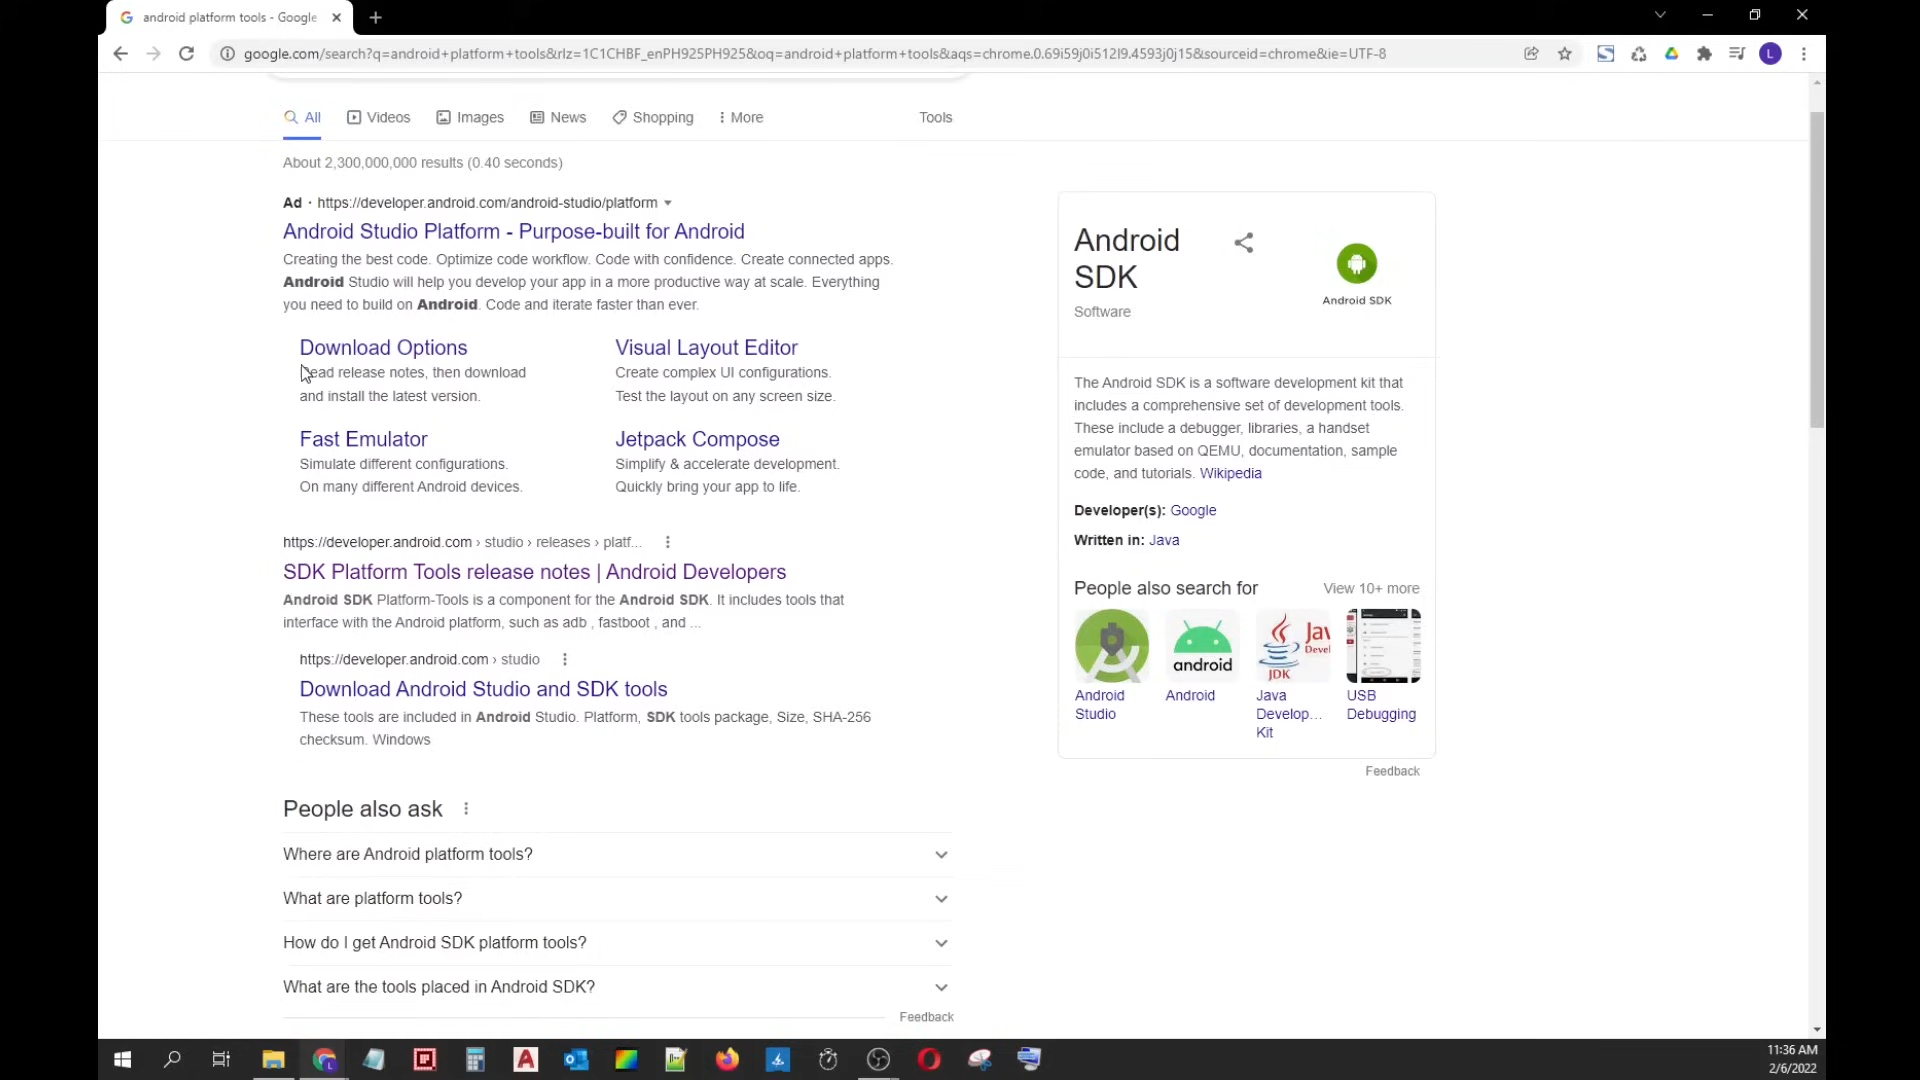 android platform tools - Google
google.com/search?q=android+platform+tools&rlz=1C1CHBF_enPH925PH925&oq=android+platform+tools&aqs=chrome.0.69i59j0i512l9.4593j0j15&sourceid=chrome&ie=UTF-8
L
All Videos Images News Shopping More Tools
About 2,300,000,000 results (0.40 seconds)
Ad · https://developer.android.com/android-studio/platform
Android Studio Platform - Purpose-built for Android
Creating the best code. Optimize code workflow. Code with confidence. Create connected apps.
Android Studio will help you develop your app in a more productive way at scale. Everything
you need to build on Android. Code and iterate faster than ever.
Download Options
Read release notes, then download
and install the latest version.
Visual Layout Editor
Create complex UI configurations.
Test the layout on any screen size.
Fast Emulator
Simulate different configurations.
On many different Android devices.
Jetpack Compose
Simplify & accelerate development.
Quickly bring your app to life.
https://developer.android.com › studio › releases › platf...
SDK Platform Tools release notes | Android Developers
Android SDK Platform-Tools is a component for the Android SDK. It includes tools that
interface with the Android platform, such as adb , fastboot , and ...
https://developer.android.com › studio
Download Android Studio and SDK tools
These tools are included in Android Studio. Platform, SDK tools package, Size, SHA-256
checksum. Windows
People also ask
Where are Android platform tools?
What are platform tools?
How do I get Android SDK platform tools?
What are the tools placed in Android SDK?
Feedback
Android
SDK
Software
Android SDK
The Android SDK is a software development kit that
includes a comprehensive set of development tools.
These include a debugger, libraries, a handset
emulator based on QEMU, documentation, sample
code, and tutorials. Wikipedia
Developer(s): Google
Written in: Java
People also search for
View 10+ more
android
JDK
Android
Studio
Android
Java
Develop...
Kit
USB
Debugging
Feedback
11:36 AM
2/6/2022